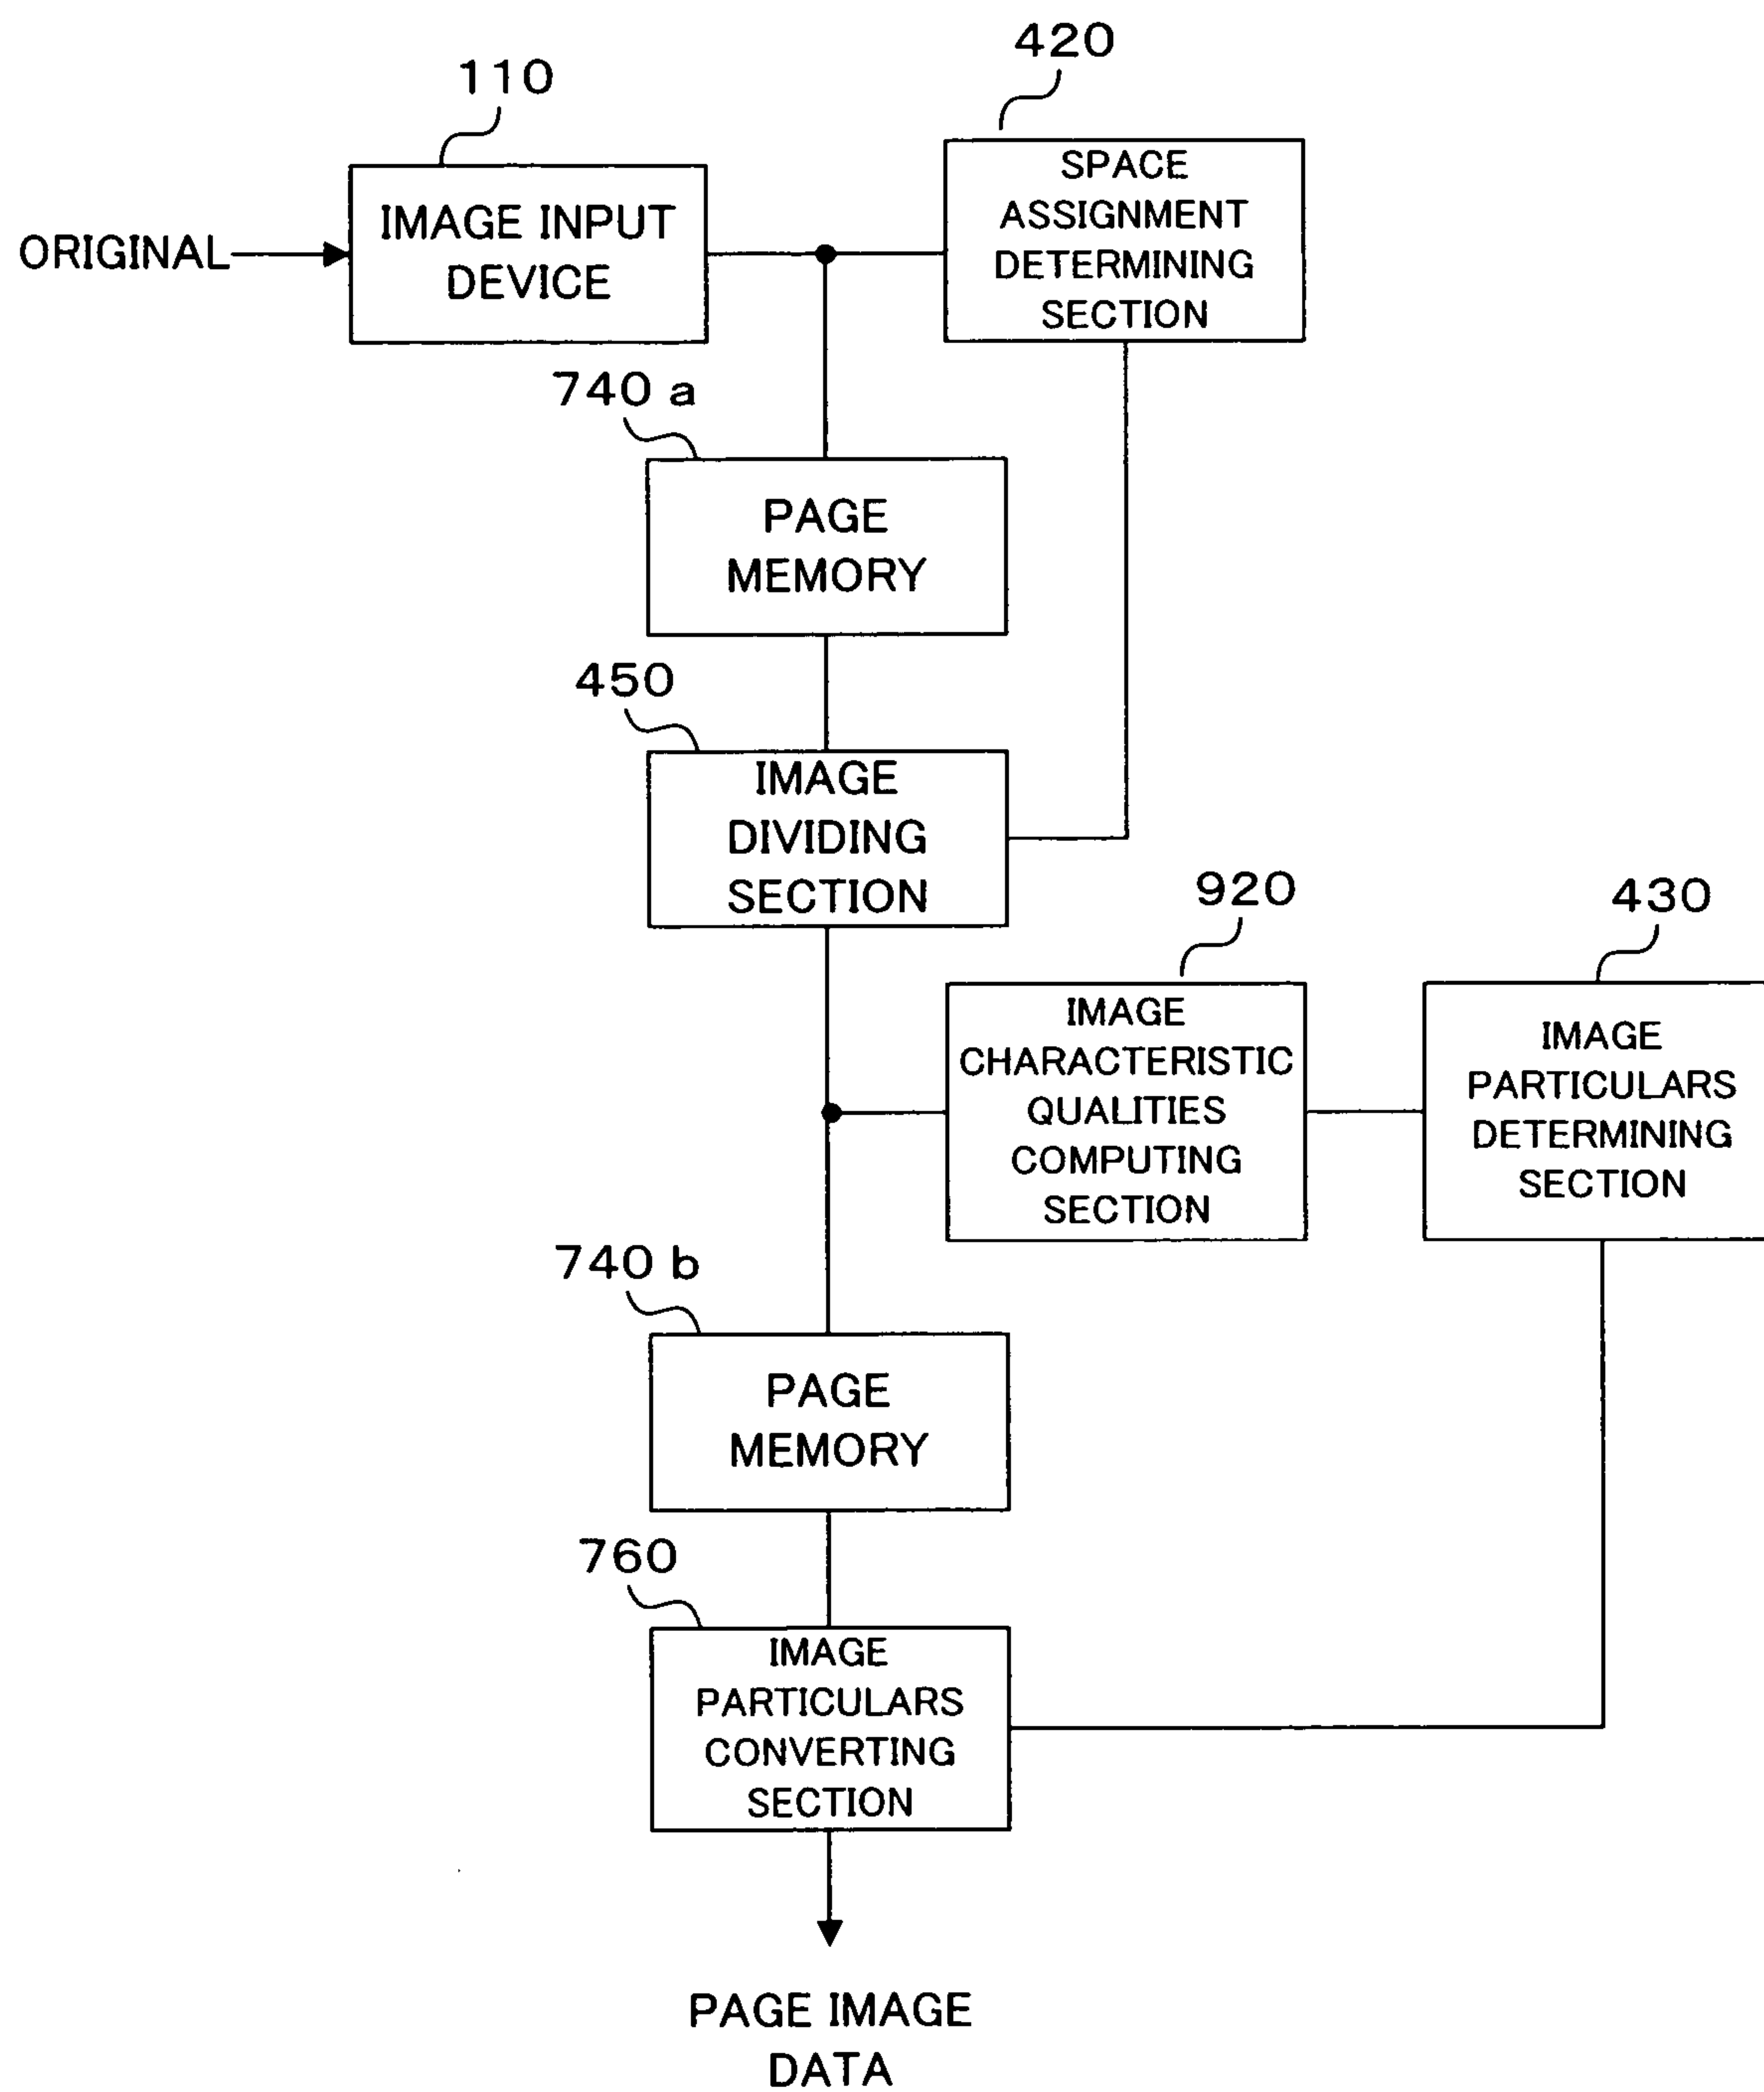 420
110
SPACE
ASSIGNMENT
DETERMINING
SECTION
ORIGINAL
IMAGE INPUT
DEVICE
740 a
PAGE
MEMORY
450
IMAGE
DIVIDING
SECTION
920
430
IMAGE
CHARACTERISTIC
QUALITIES
COMPUTING
SECTION
IMAGE
PARTICULARS
DETERMINING
SECTION
740 b
PAGE
MEMORY
760
IMAGE
PARTICULARS
CONVERTING
SECTION
PAGE IMAGE
DATA